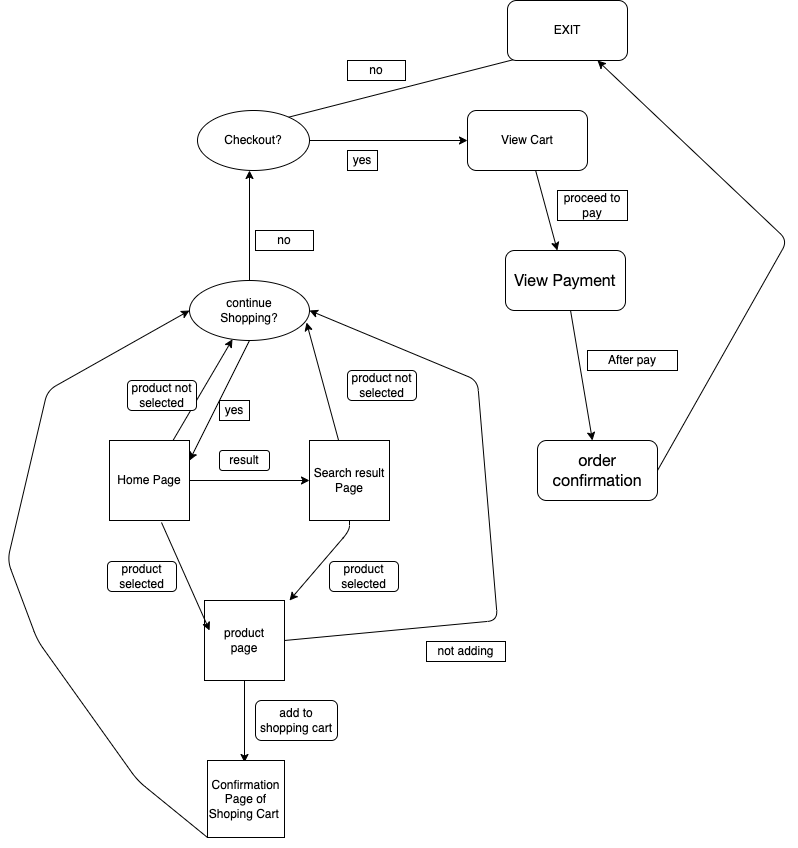 EXIT
no
Checkout?
View Cart
yes
proceed to
pay
no
continue
Shopping?
View Payment
After pay
product not
selected
product not
selected
yes
result
Home Page
Search result
Page
order
confirmation
product
selected
product
selected
product
page
not adding
add to
shopping cart
Confirmation
Page of
Shoping Cart